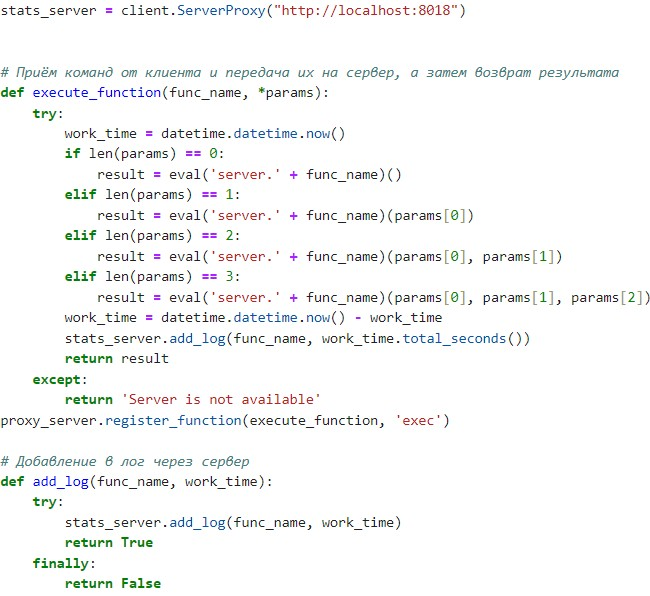 stats_server = client.ServerProxy("http://localhost:8018")
# Приём команд от клиента и передача их на сервер, а затем возврат результата
def execute_function(func_name, *params):
    try:
        work_time = datetime.datetime.now()
        if len(params) == 0:
            result = eval('server.' + func_name)()
        elif len(params) == 1:
            result = eval('server.' + func_name)(params[0])
        elif len(params) == 2:
            result = eval('server.' + func_name)(params[0], params[1])
        elif len(params) == 3:
            result = eval('server.' + func_name)(params[0], params[1], params[2])
        work_time = datetime.datetime.now() - work_time
        stats_server.add_log(func_name, work_time.total_seconds())
        return result
    except:
        return 'Server is not available'
proxy_server.register_function(execute_function, 'exec')
# Добавление в лог через сервер
def add_log(func_name, work_time):
    try:
        stats_server.add_log(func_name, work_time)
        return True
    finally:
        return False